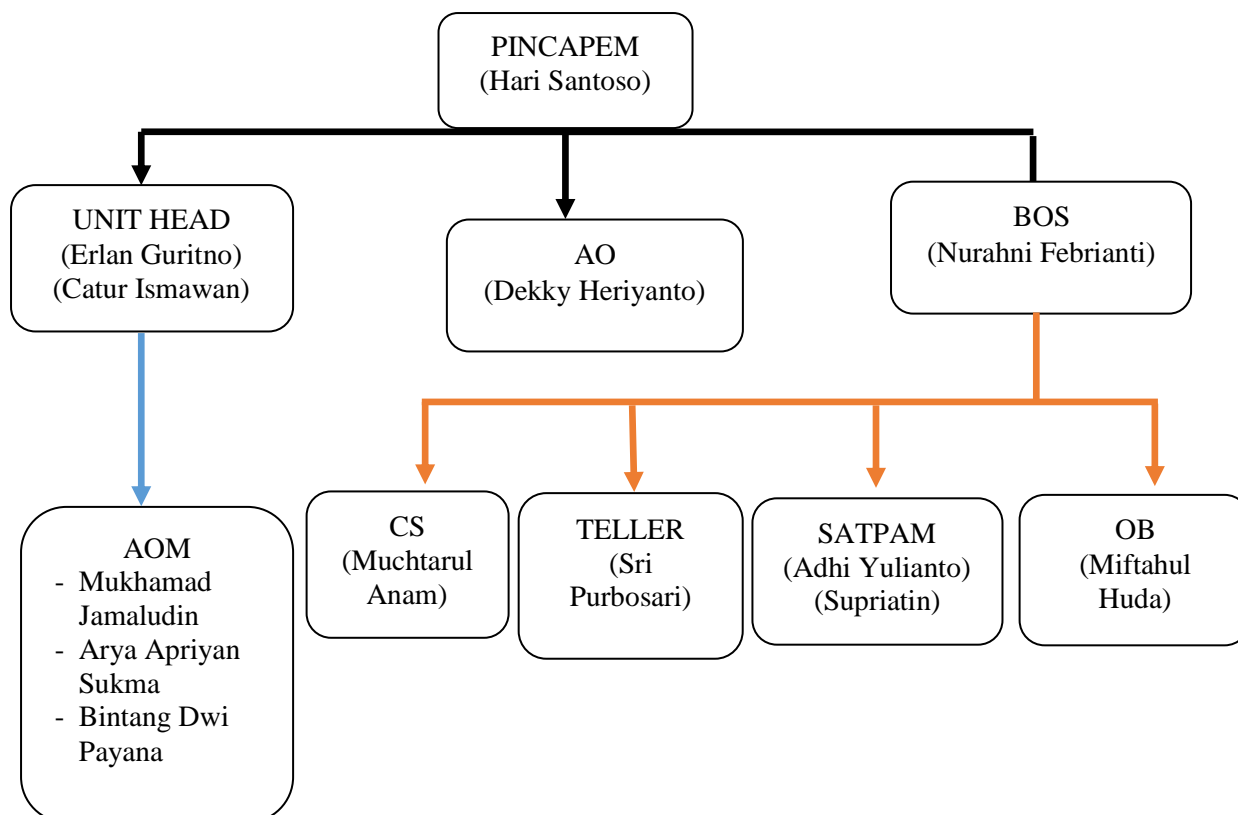 PINCAPEM
(Hari Santoso)
UNIT HEAD
(Erlan Guritno)
(Catur Ismawan)
AO
(Dekky Heriyanto)
BOS
(Nurahni Febrianti)
AOM
- Mukhamad
Jamaludin
- Arya Apriyan
Sukma
- Bintang Dwi
Payana
CS
(Muchtarul
Anam)
TELLER
(Sri
Purbosari)
SATPAM
(Adhi Yulianto)
(Supriatin)
OB
(Miftahul
Huda)